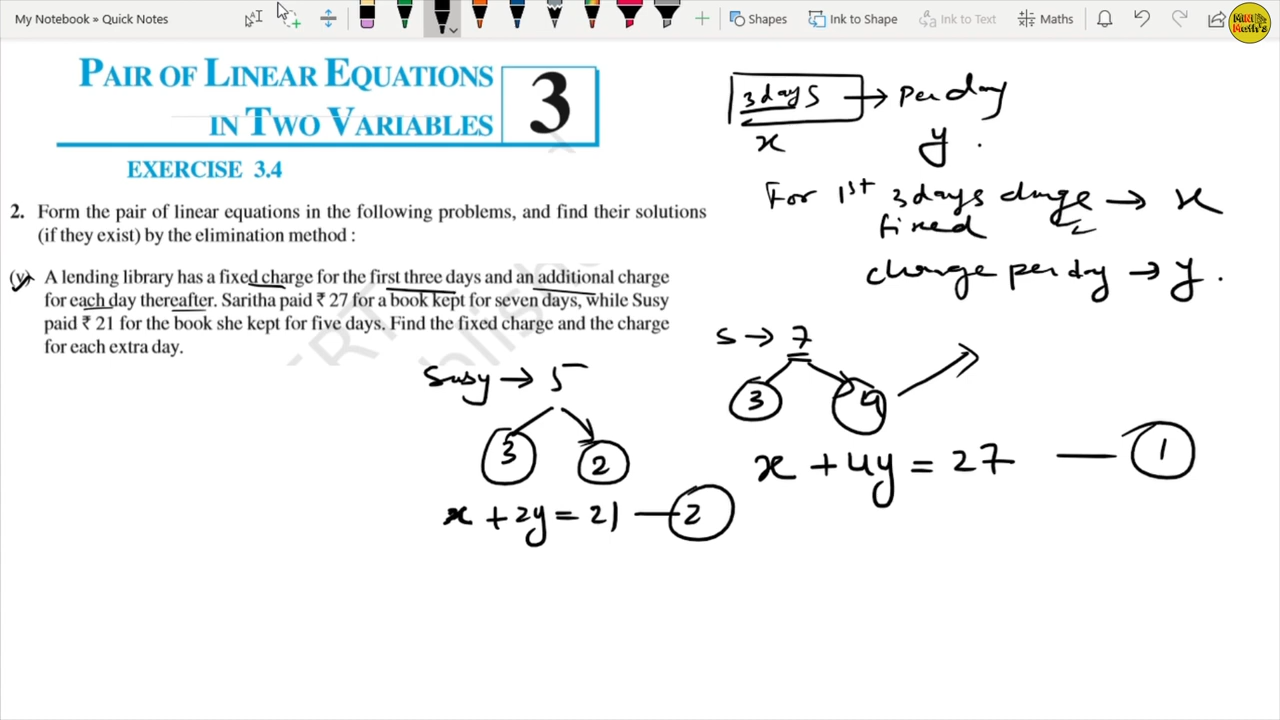 My Notebook » Quick Notes
Shapes
Ink to Shape
Ink to Text
Maths
PAIR OF LINEAR EQUATIONS
IN TWO VARIABLES
3
EXERCISE 3.4
2. Form the pair of linear equations in the following problems, and find their solutions
(if they exist) by the elimination method :
(v) A lending library has a fixed charge for the first three days and an additional charge
for each day thereafter. Saritha paid ₹ 27 for a book kept for seven days, while Susy
paid ₹ 21 for the book she kept for five days. Find the fixed charge and the charge
for each extra day.
3 days → Per day
x y .
For 1st 3 days charge → x
fixed
charge per day → y .
S → 7
3 4
x + 4y = 27 — 1
Susy → 5
3 2
x + 2y = 21 — 2